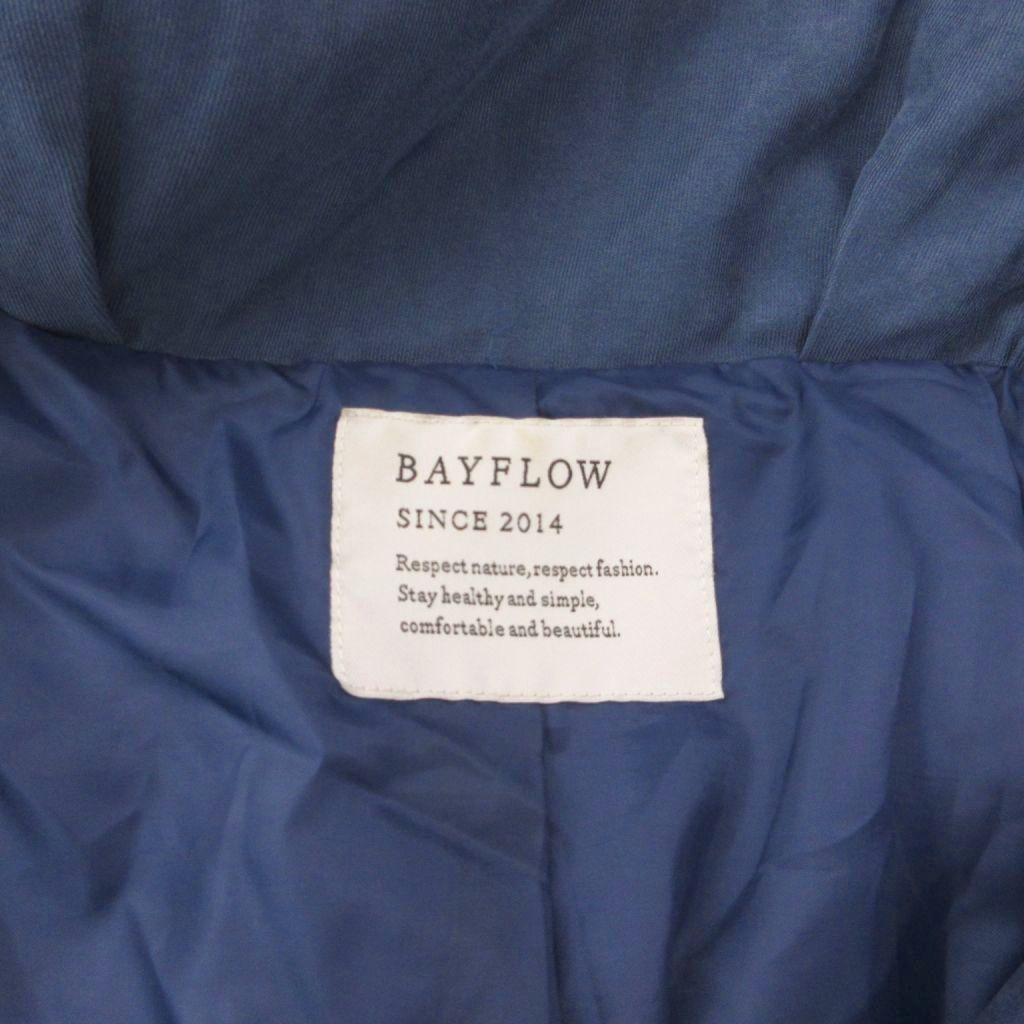 BAYFLOW
SINCE 2014
Respect nature, respect fashion.
Stay healthy and simple,
comfortable and beautiful.